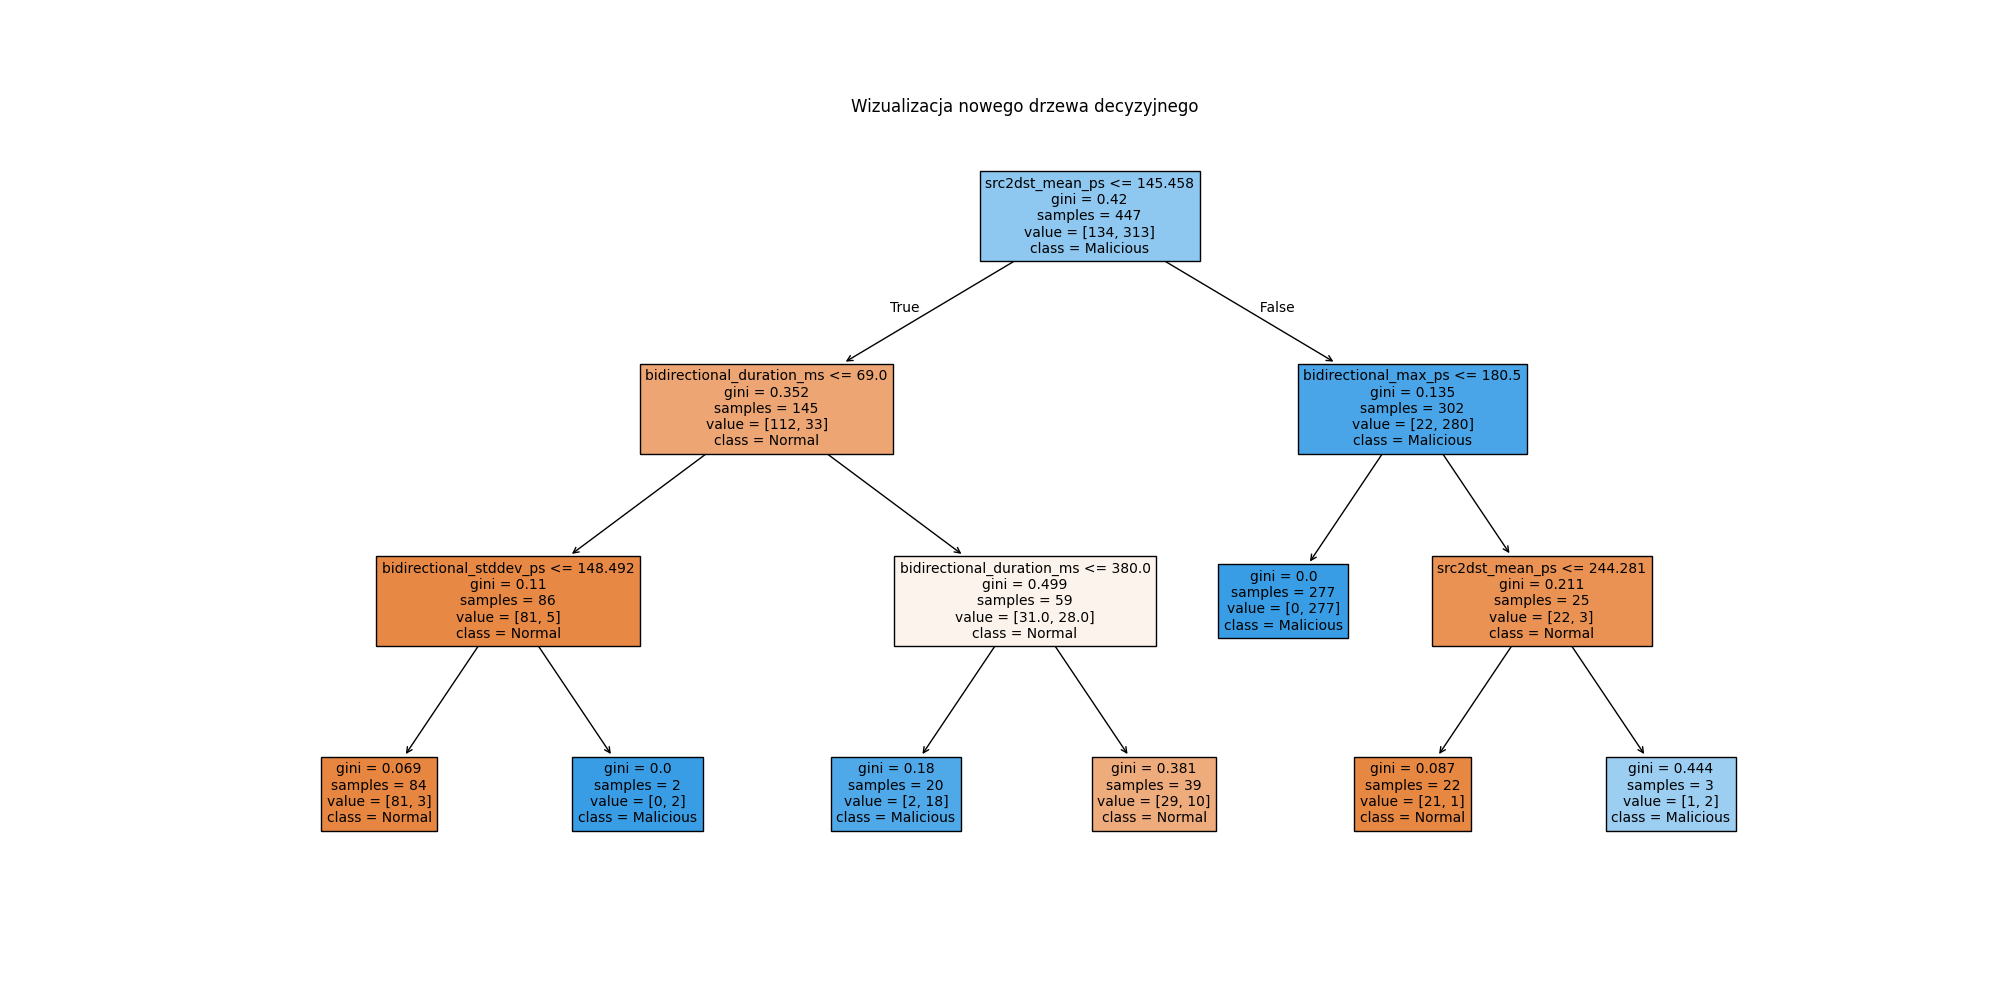 Wizualizacja nowego drzewa decyzyjnego
src2dst_mean_ps <= 145.458
gini = 0.42
samples = 447
value = [134, 313]
class = Malicious
True
False
bidirectional_duration_ms <= 69.0
gini = 0.352
samples = 145
value = [112, 33]
class = Normal
bidirectional_max_ps <= 180.5
gini = 0.135
samples = 302
value = [22, 280]
class = Malicious
bidirectional_stddev_ps <= 148.492
gini = 0.11
samples = 86
value = [81, 5]
class = Normal
bidirectional_duration_ms <= 380.0
gini = 0.499
samples = 59
value = [31.0, 28.0]
class = Normal
gini = 0.0
samples = 277
value = [0, 277]
class = Malicious
src2dst_mean_ps <= 244.281
gini = 0.211
samples = 25
value = [22, 3]
class = Normal
gini = 0.069
samples = 84
value = [81, 3]
class = Normal
gini = 0.0
samples = 2
value = [0, 2]
class = Malicious
gini = 0.18
samples = 20
value = [2, 18]
class = Malicious
gini = 0.381
samples = 39
value = [29, 10]
class = Normal
gini = 0.087
samples = 22
value = [21, 1]
class = Normal
gini = 0.444
samples = 3
value = [1, 2]
class = Malicious